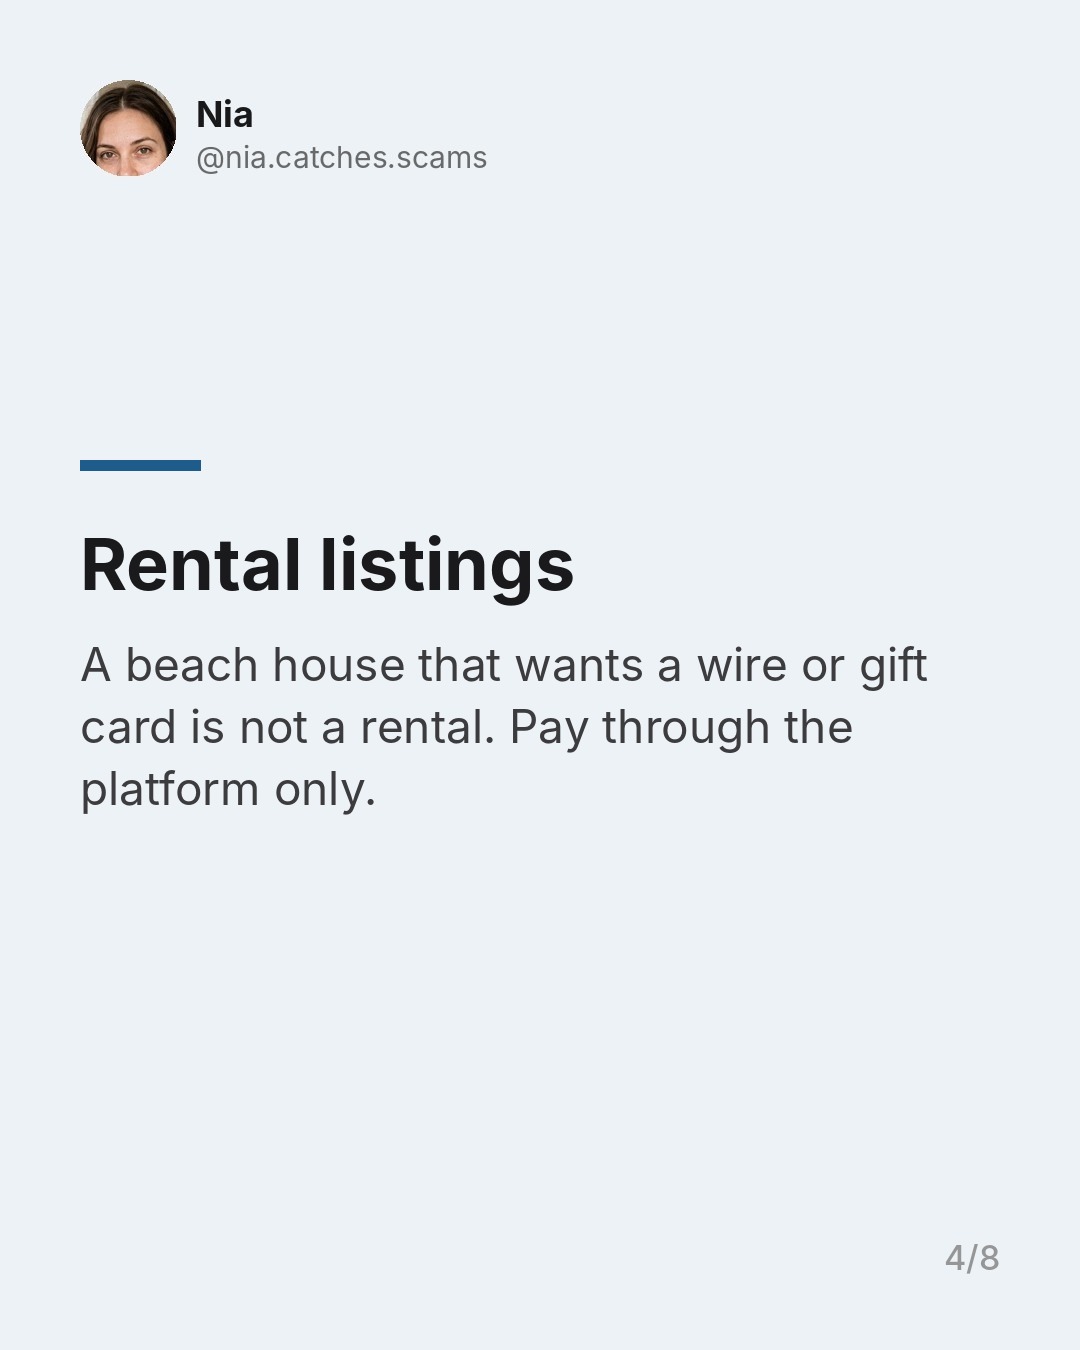 Nia
@nia.catches.scams
Rental listings
A beach house that wants a wire or gift
card is not a rental. Pay through the
platform only.
4/8